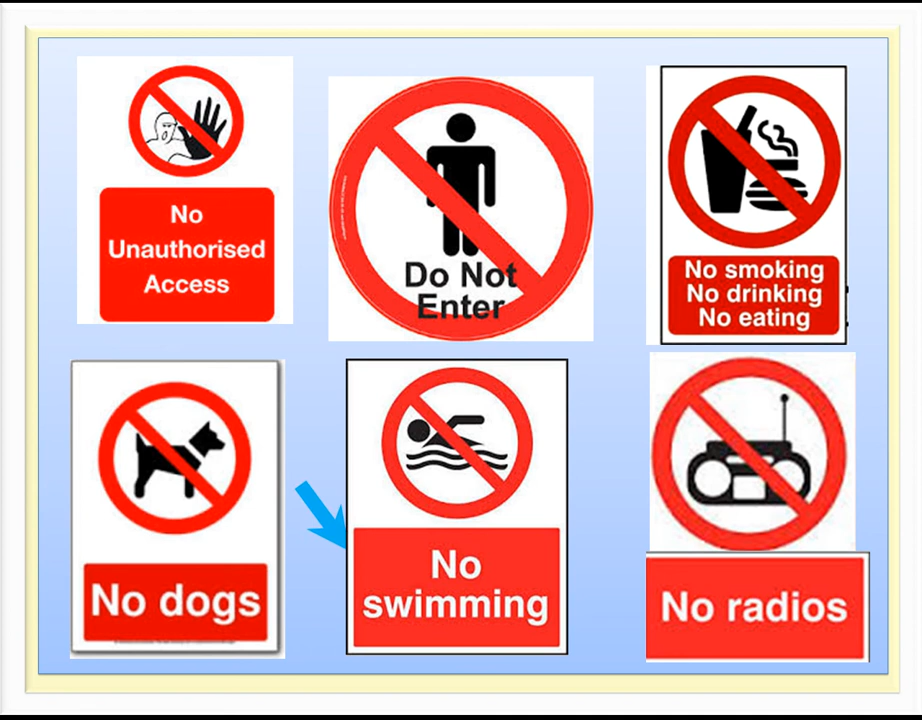 No
Unauthorised
Access
Do Not
Enter
No smoking
No drinking
No eating
No dogs
No
swimming
No radios